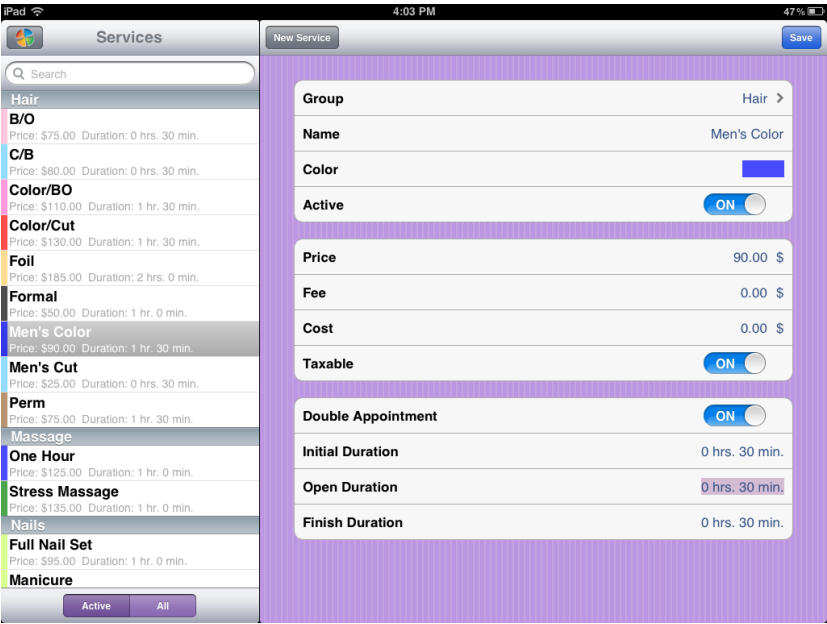 iPad 4:03 PM 47%
Services
Search
Hair
B/O
Price: $75.00 Duration: 0 hrs. 30 min.
C/B
Price: $80.00 Duration: 0 hrs. 30 min.
Color/BO
Price: $110.00 Duration: 1 hr. 30 min.
Color/Cut
Price: $130.00 Duration: 1 hr. 30 min.
Foil
Price: $185.00 Duration: 2 hrs. 0 min.
Formal
Price: $50.00 Duration: 1 hr. 0 min.
Men's Color
Price: $90.00 Duration: 1 hr. 30 min.
Men's Cut
Price: $25.00 Duration: 0 hrs. 30 min.
Perm
Price: $75.00 Duration: 1 hr. 30 min.
Massage
One Hour
Price: $125.00 Duration: 1 hr. 0 min.
Stress Massage
Price: $135.00 Duration: 1 hr. 0 min.
Nails
Full Nail Set
Price: $95.00 Duration: 1 hr. 0 min.
Manicure
Active All
New Service Save
Group Hair
Name Men's Color
Color
Active ON
Price 90.00 $
Fee 0.00 $
Cost 0.00 $
Taxable ON
Double Appointment ON
Initial Duration 0 hrs. 30 min.
Open Duration 0 hrs. 30 min.
Finish Duration 0 hrs. 30 min.